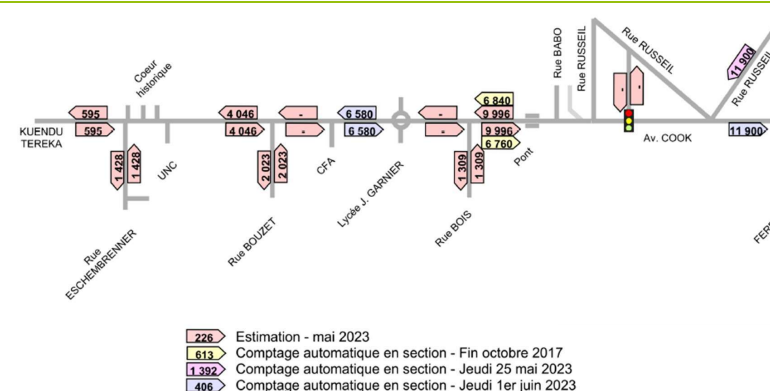 Rue BABO
Rue RUSSEIL
Rue RUSSEIL
Rue RUSSEIL
11 900
Coeur
historique
6 840
595
4 046
-
6 580
-
9 996
-
-
KUENDU
TEREKA
595
4 046
-
6 580
-
9 996
6 760
Av. COOK
11 900
1 428
1 428
UNC
2 023
2 023
CFA
Lycée J. GARNIER
1 309
1 309
Pont
Rue
ESCHEMBRENNER
Rue BOUZET
Rue BOIS
226 Estimation - mai 2023
613 Comptage automatique en section - Fin octobre 2017
1 392 Comptage automatique en section - Jeudi 25 mai 2023
406 Comptage automatique en section - Jeudi 1er juin 2023